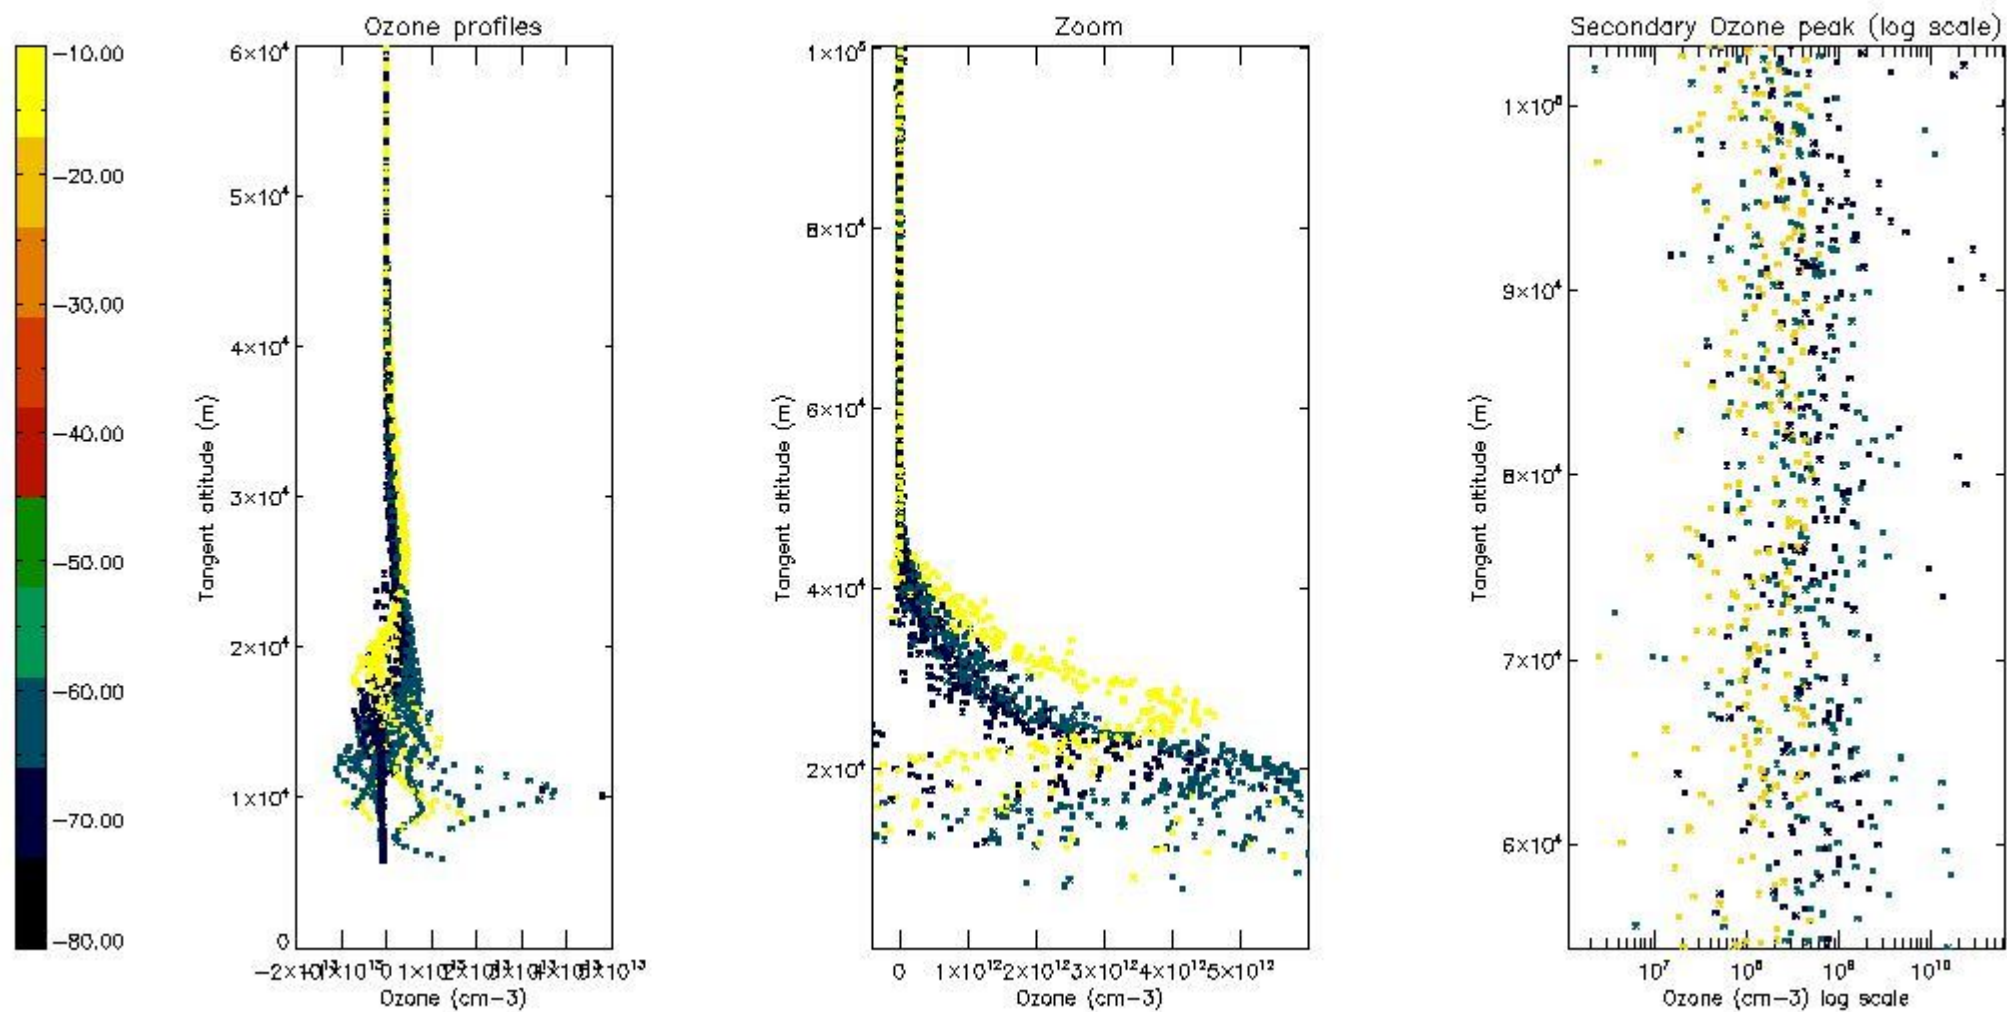 Ozone profiles
Zoom
Secondary Ozone peak (log scale)
−10.00
−20.00
−30.00
−40.00
−50.00
−60.00
−70.00
−80.00
6×10⁴
5×10⁴
4×10⁴
3×10⁴
2×10⁴
1×10⁴
0
Tangent altitude (m)
Ozone (cm−3)
1×10⁵
8×10⁴
6×10⁴
4×10⁴
2×10⁴
Tangent altitude (m)
0 1×10¹² 2×10¹² 3×10¹² 4×10¹² 5×10¹²
Ozone (cm−3)
1×10⁵
9×10⁴
8×10⁴
7×10⁴
6×10⁴
Tangent altitude (m)
10⁷ 10⁸ 10⁹ 10¹⁰
Ozone (cm−3) log scale